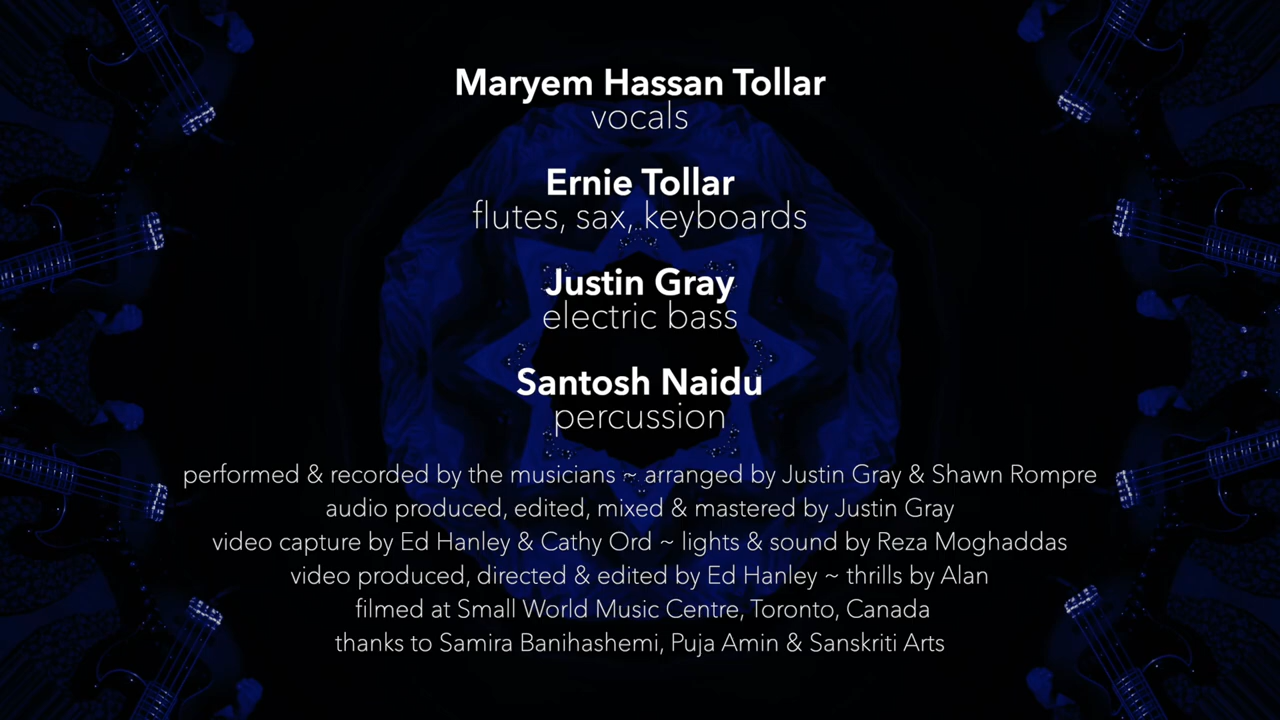 Maryem Hassan Tollar
vocals
Ernie Tollar
flutes, sax, keyboards
Justin Gray
electric bass
Santosh Naidu
percussion
performed & recorded by the musicians ~ arranged by Justin Gray & Shawn Rompre
audio produced, edited, mixed & mastered by Justin Gray
video capture by Ed Hanley & Cathy Ord ~ lights & sound by Reza Moghaddas
video produced, directed & edited by Ed Hanley ~ thrills by Alan
filmed at Small World Music Centre, Toronto, Canada
thanks to Samira Banihashemi, Puja Amin & Sanskriti Arts